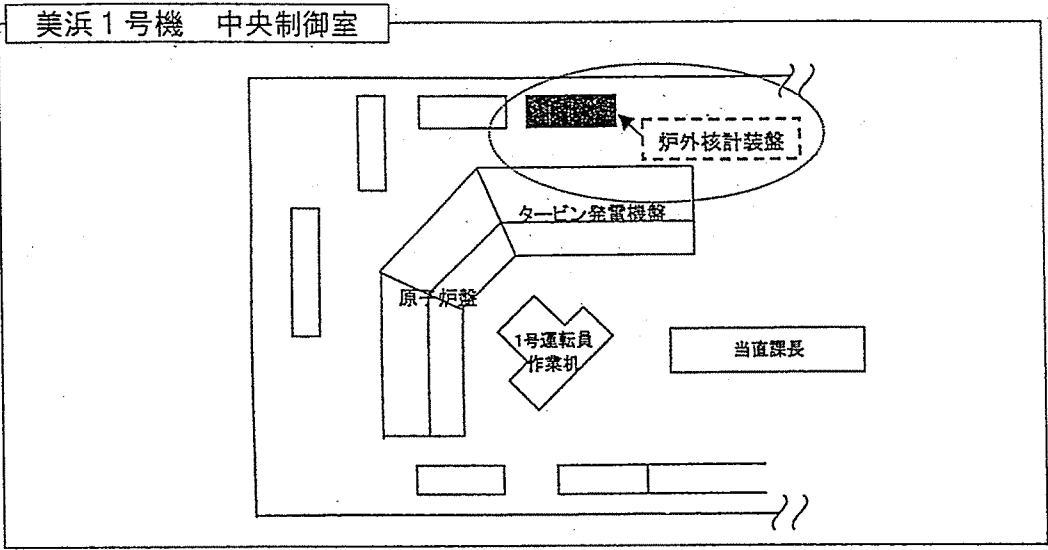 美浜１号機　中央制御室
炉外核計装盤
タービン発電機盤
原子炉盤
1号運転員
作業机
当直課長